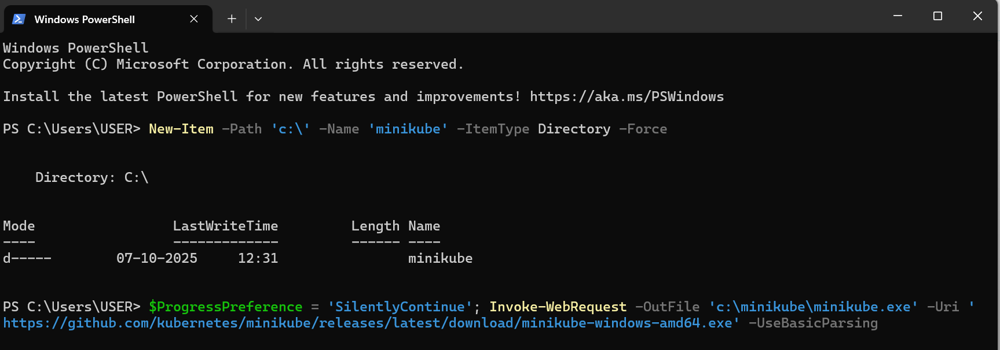 Windows PowerShell
Windows PowerShell
Copyright (C) Microsoft Corporation. All rights reserved.
Install the latest PowerShell for new features and improvements! https://aka.ms/PSWindows
PS C:\Users\USER> New-Item -Path 'c:\' -Name 'minikube' -ItemType Directory -Force
    Directory: C:\
Mode                 LastWriteTime         Length Name
----                 -------------         ------ ----
d-----        07-10-2025     12:31                minikube
PS C:\Users\USER> $ProgressPreference = 'SilentlyContinue'; Invoke-WebRequest -OutFile 'c:\minikube\minikube.exe' -Uri '
https://github.com/kubernetes/minikube/releases/latest/download/minikube-windows-amd64.exe' -UseBasicParsing